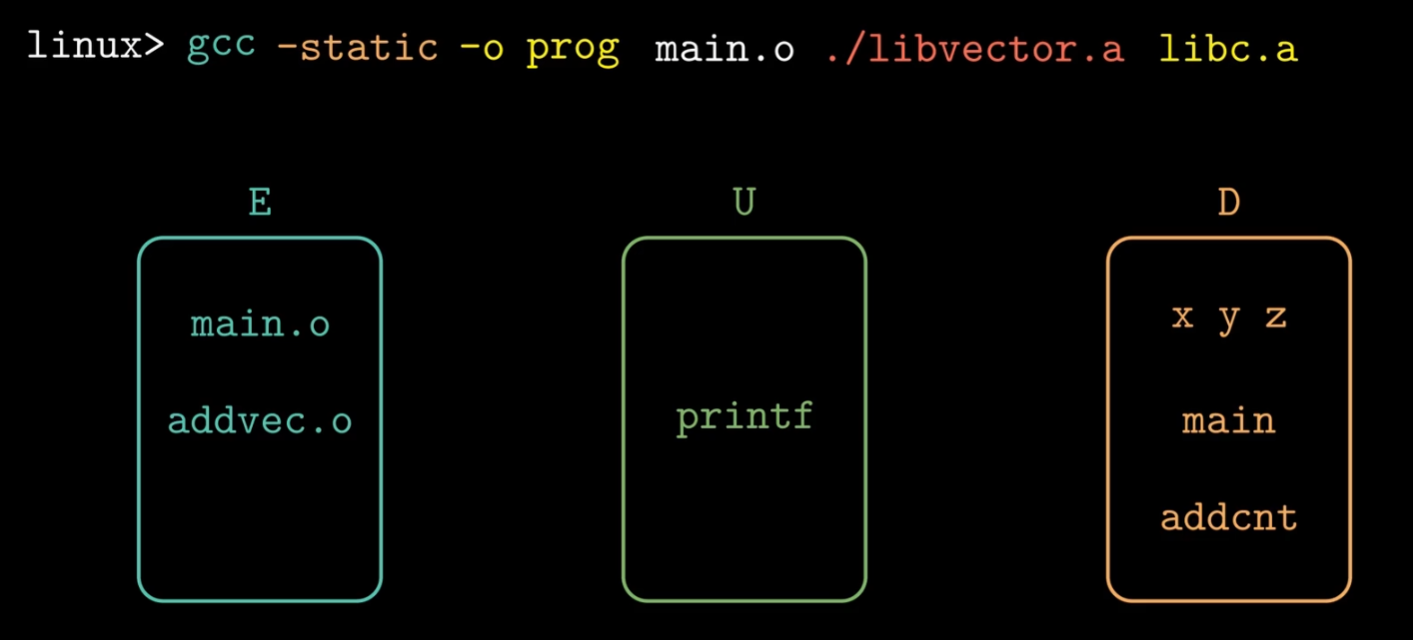 linux> gcc -static -o prog main.o ./libvector.a libc.a
E U D
main.o printf x y z
addvec.o main
addcnt